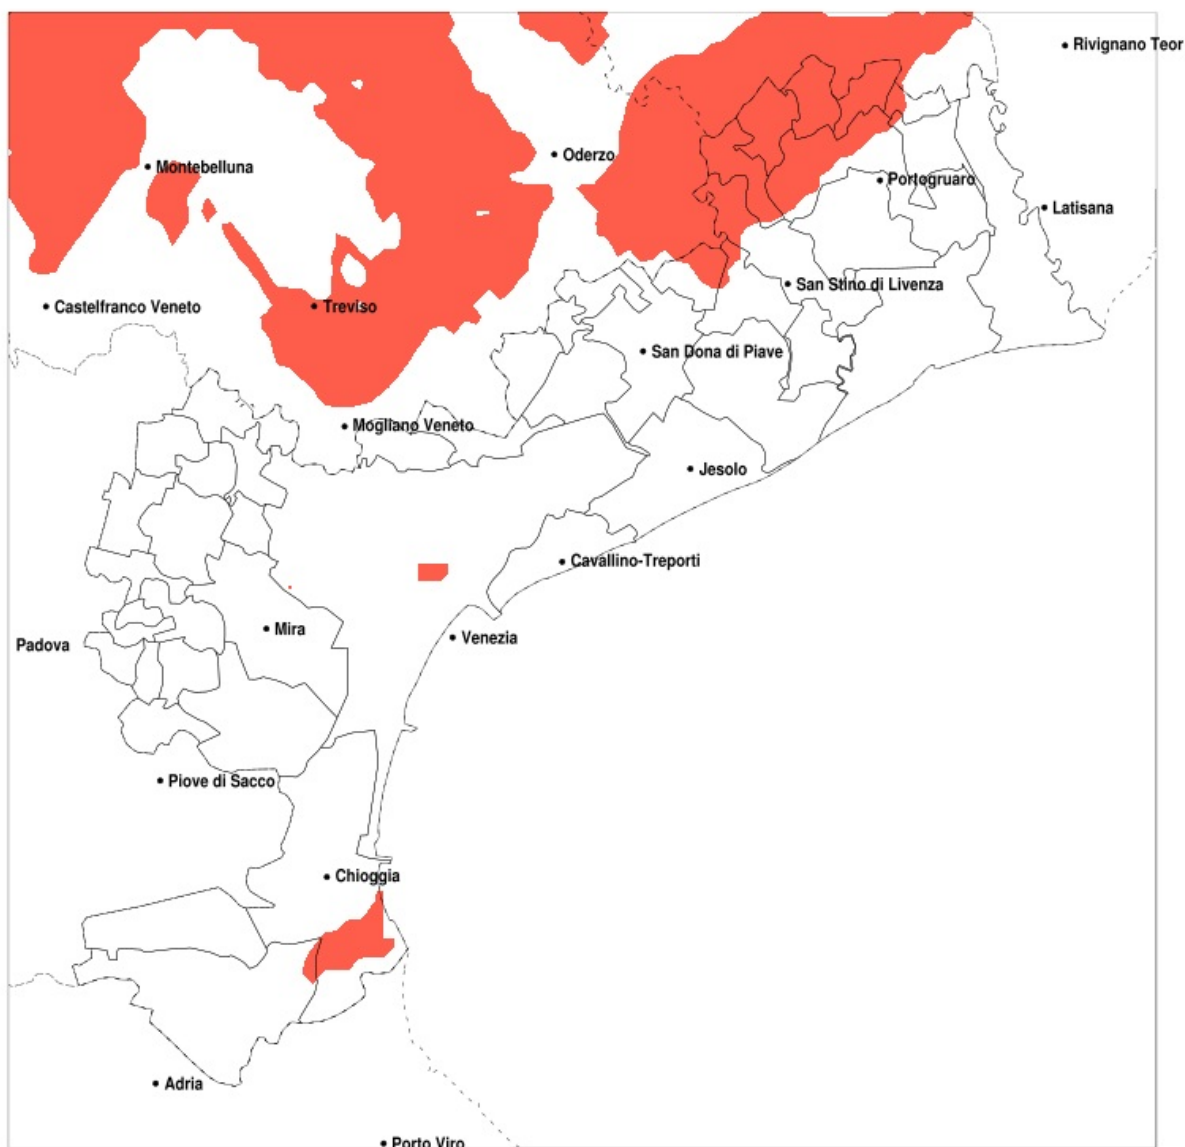 Rivignano Teor
Oderzo
Montebelluna
Portogruaro
Latisana
San Stino di Livenza
Castelfranco Veneto
Treviso
San Dona di Piave
Mogliano Veneto
Jesolo
Cavallino-Treporti
Mira
Venezia
Padova
Piove di Sacco
Chioggia
Adria
Porto Viro